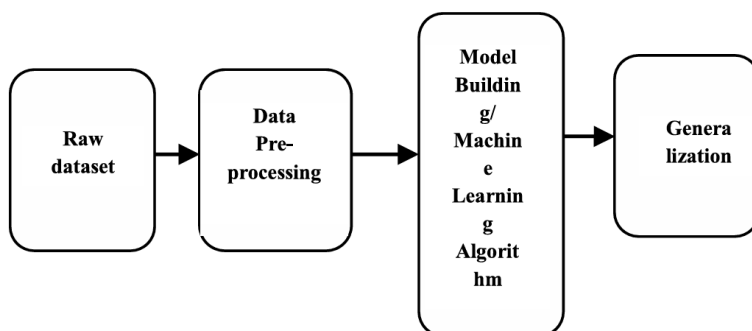 Raw
dataset
Data
Pre-
processing
Model
Buildin
g/
Machin
e
Learnin
g
Algorit
hm
Genera
lization